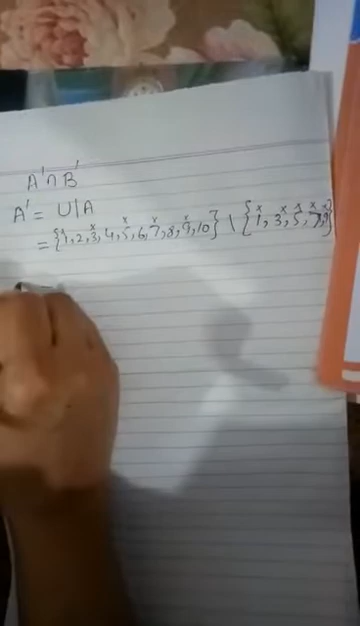 A' ∩ B'
A' = U \ A
= {1, 2, 3, 4, 5, 6, 7, 8, 9, 10} \ {1, 3, 5, 7, 9}